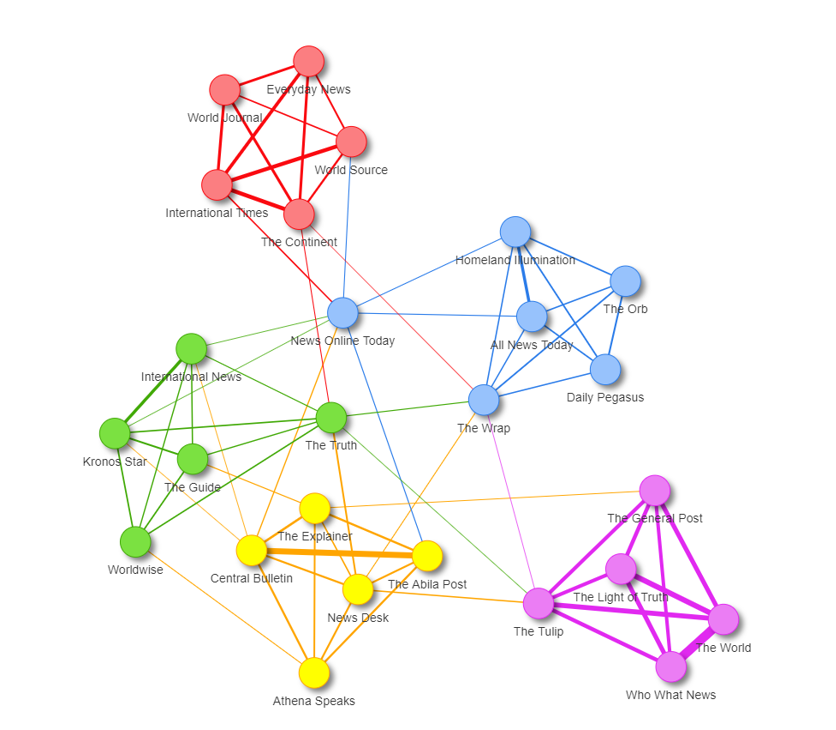 Everyday News
World Journal
World Source
International Times
The Continent
Homeland Illumination
The Orb
News Online Today
All News Today
International News
Daily Pegasus
The Wrap
The Truth
Kronos Star
The Guide
The General Post
The Explainer
Worldwise
Central Bulletin
The Abila Post
The Light of Truth
News Desk
The Tulip
The World
Who What News
Athena Speaks